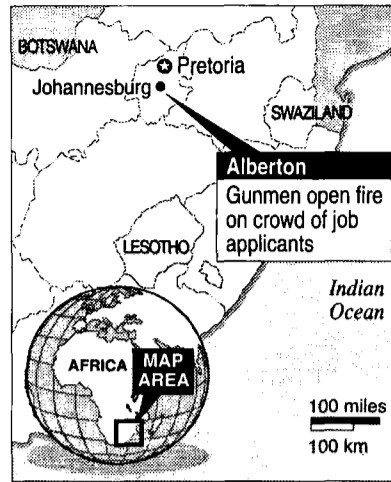 BOTSWANA
Pretoria
Johannesburg
SWAZILAND
Alberton
Gunmen open fire
on crowd of job
applicants
LESOTHO
Indian
Ocean
AFRICA
MAP
AREA
100 miles
100 km